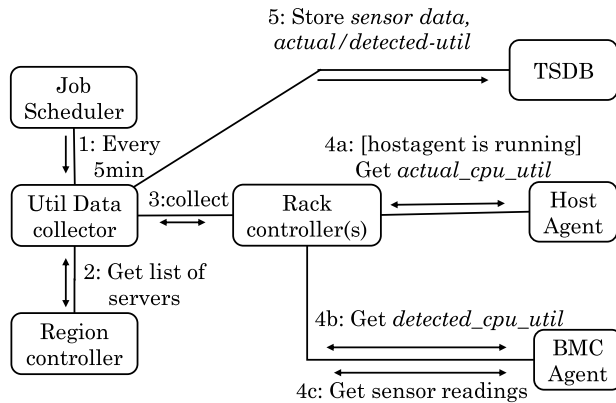 5: Store sensor data,
actual/detected-util
TSDB
Job
Scheduler
1: Every
5min
4a: [hostagent is running]
Get actual_cpu_util
Util Data
collector
3:collect
Rack
controller(s)
Host
Agent
2: Get list of
servers
Region
controller
4b: Get detected_cpu_util
BMC
Agent
4c: Get sensor readings